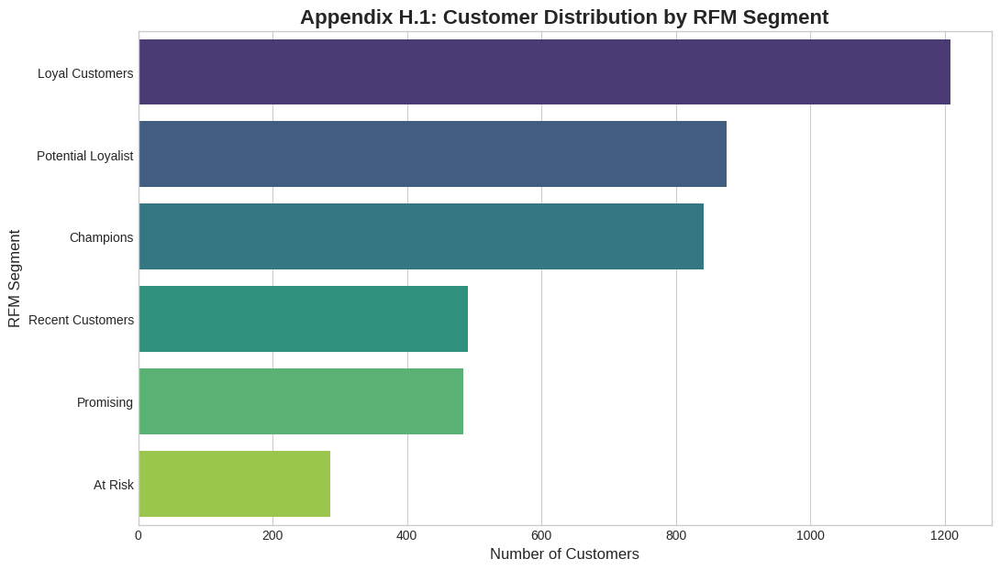 Appendix H.1: Customer Distribution by RFM Segment
RFM Segment
Loyal Customers
Potential Loyalist
Champions
Recent Customers
Promising
At Risk
0 200 400 600 800 1000 1200
Number of Customers